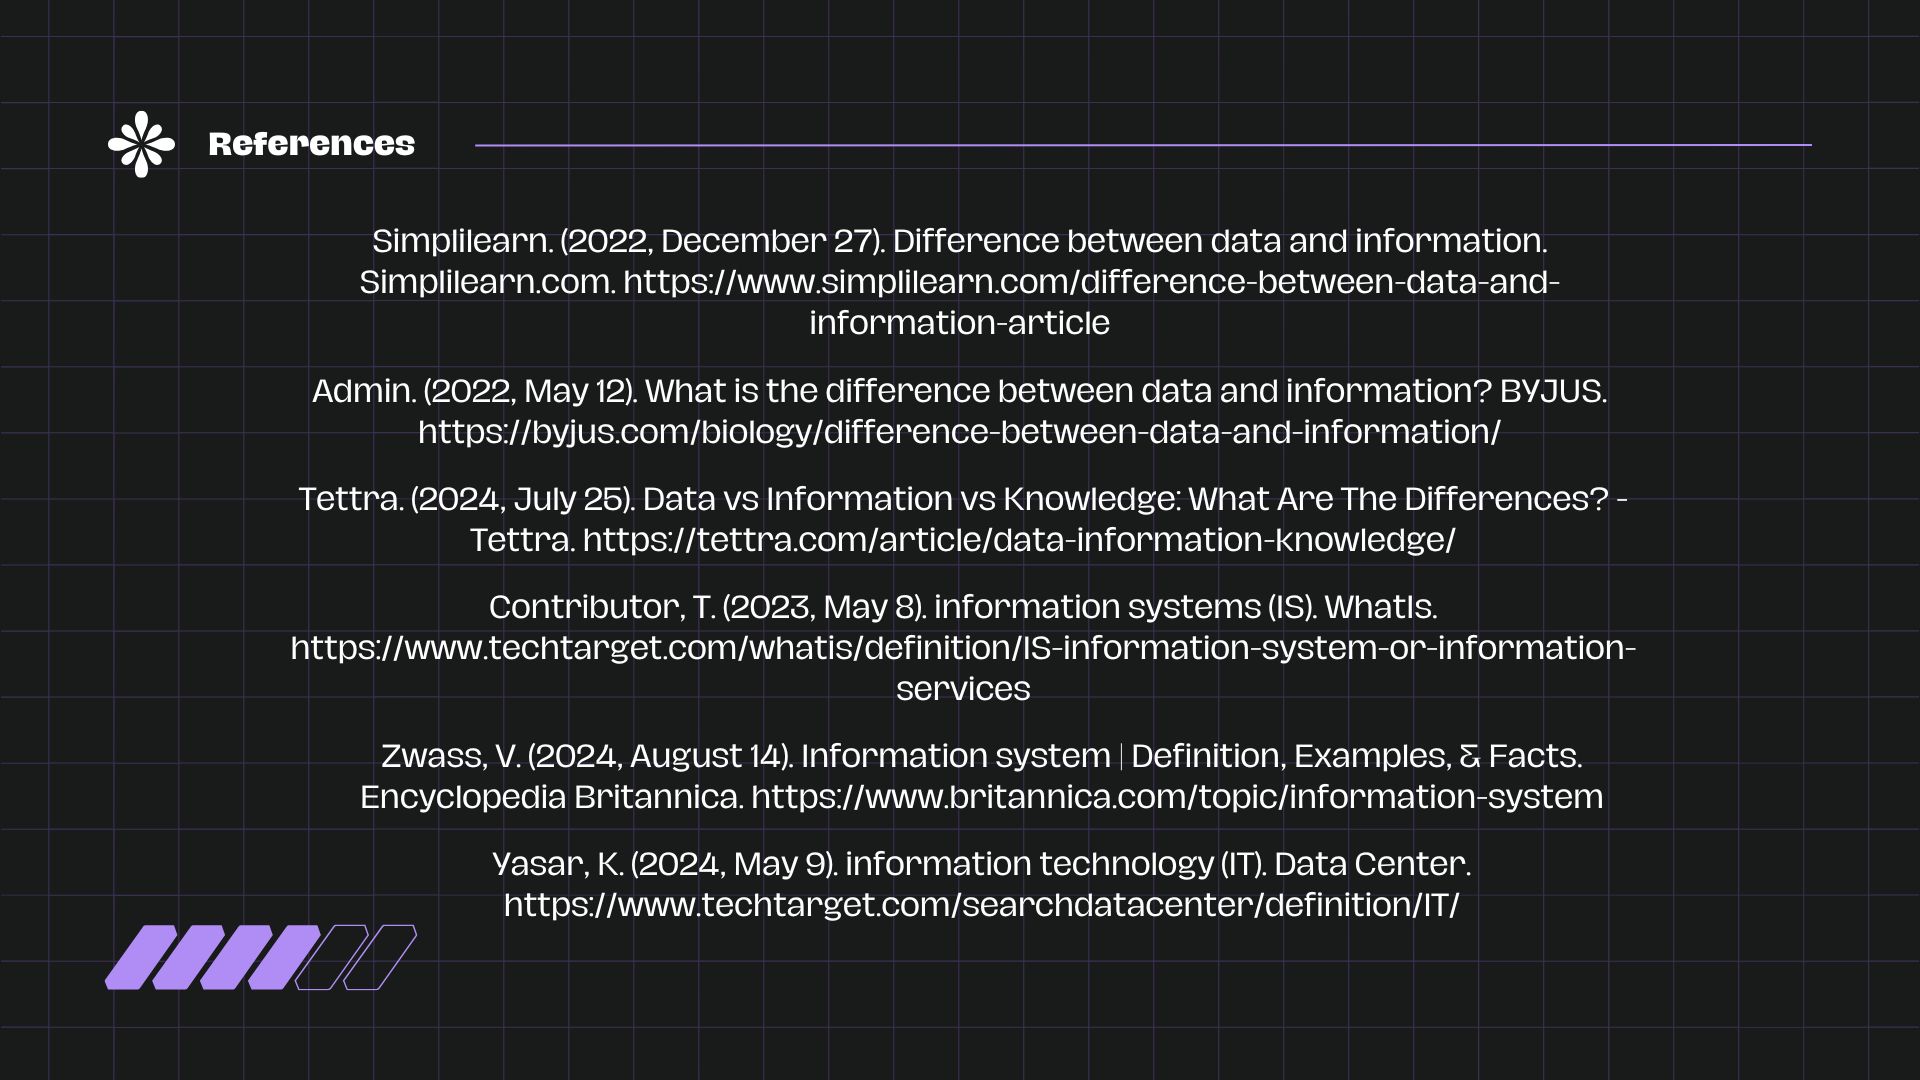 References
Simplilearn. (2022, December 27). Difference between data and information.
Simplilearn.com. https://www.simplilearn.com/difference-between-data-and-
information-article
Admin. (2022, May 12). What is the difference between data and information? BYJUS.
https://byjus.com/biology/difference-between-data-and-information/
Tettra. (2024, July 25). Data vs Information vs Knowledge: What Are The Differences? -
Tettra. https://tettra.com/article/data-information-knowledge/
Contributor, T. (2023, May 8). information systems (IS). WhatIs.
https://www.techtarget.com/whatis/definition/IS-information-system-or-information-
services
Zwass, V. (2024, August 14). Information system | Definition, Examples, & Facts.
Encyclopedia Britannica. https://www.britannica.com/topic/information-system
Yasar, K. (2024, May 9). information technology (IT). Data Center.
https://www.techtarget.com/searchdatacenter/definition/IT/